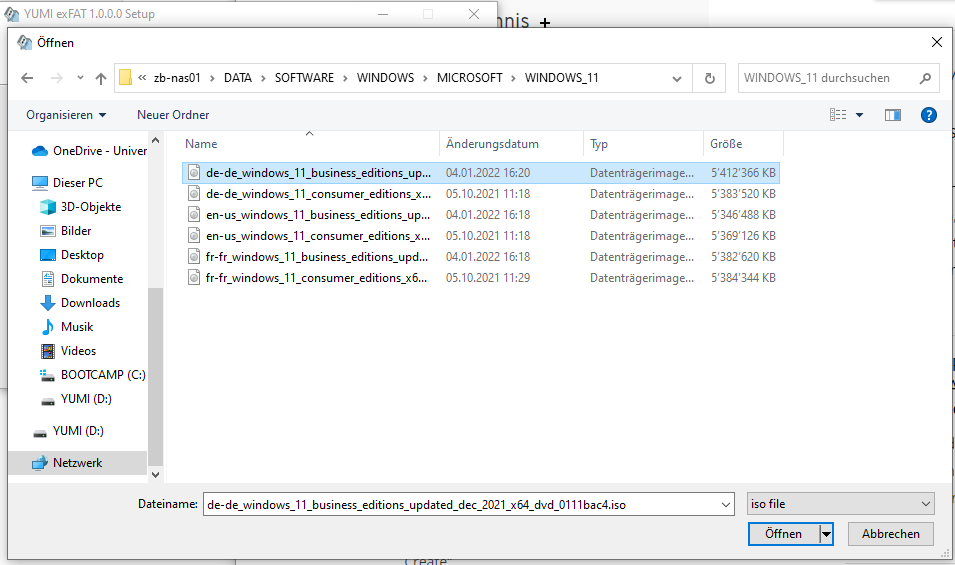 YUMI exFAT 1.0.0.0 Setup
nnis +
Öffnen
« zb-nas01 > DATA > SOFTWARE > WINDOWS > MICROSOFT > WINDOWS_11
WINDOWS_11 durchsuchen
Organisieren Neuer Ordner
?
Name Änderungsdatum Typ Größe
OneDrive - Univer
Dieser PC
3D-Objekte
Bilder
Desktop
Dokumente
Downloads
Musik
Videos
BOOTCAMP (C:)
YUMI (D:)
YUMI (D:)
Netzwerk
de-de_windows_11_business_editions_up... 04.01.2022 16:20 Datenträgerimage... 5'412'366 KB
de-de_windows_11_consumer_editions_x... 05.10.2021 11:18 Datenträgerimage... 5'383'520 KB
en-us_windows_11_business_editions_up... 04.01.2022 16:18 Datenträgerimage... 5'346'488 KB
en-us_windows_11_consumer_editions_x... 05.10.2021 11:18 Datenträgerimage... 5'369'126 KB
fr-fr_windows_11_business_editions_upd... 04.01.2022 16:18 Datenträgerimage... 5'382'620 KB
fr-fr_windows_11_consumer_editions_x6... 05.10.2021 11:29 Datenträgerimage... 5'384'344 KB
Dateiname: de-de_windows_11_business_editions_updated_dec_2021_x64_dvd_0111bac4.iso
iso file
Öffnen Abbrechen
Create"